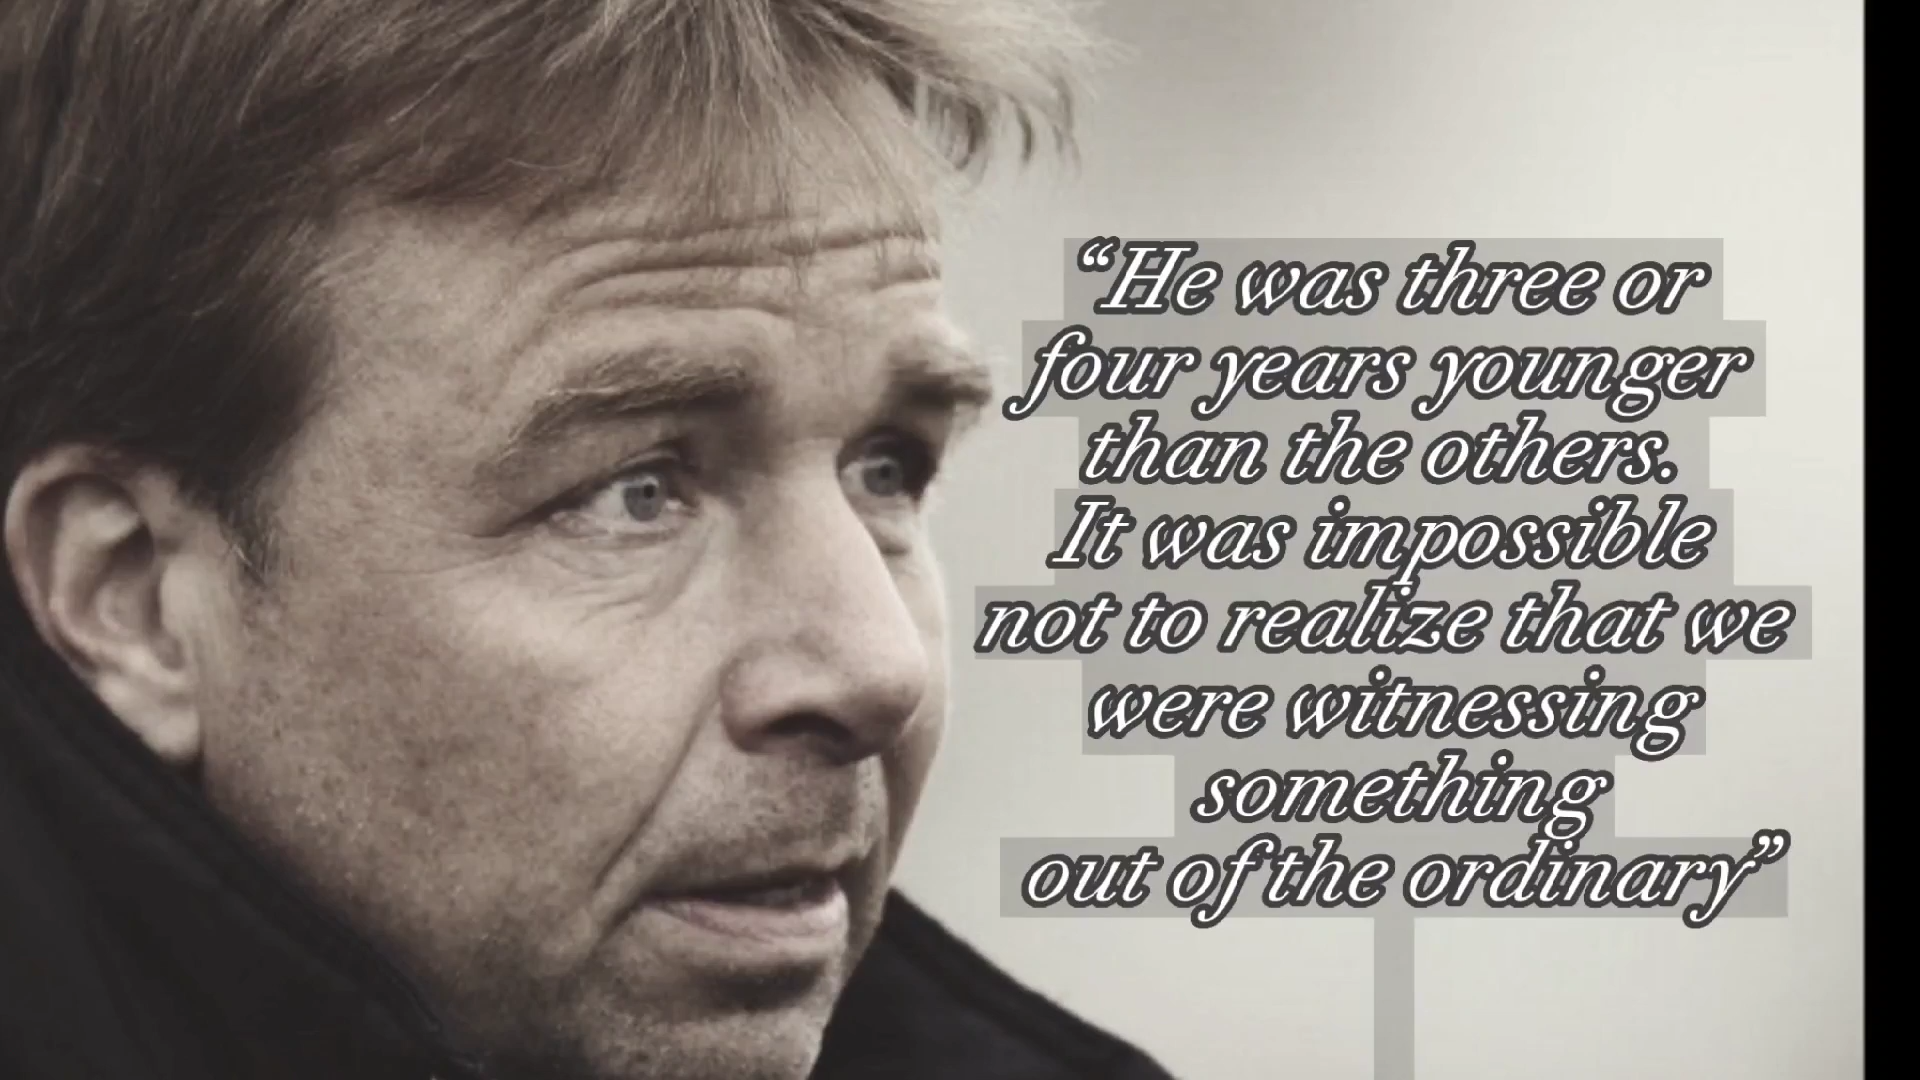 “He was three or
four years younger
than the others.
It was impossible
not to realize that we
were witnessing
something
out of the ordinary”